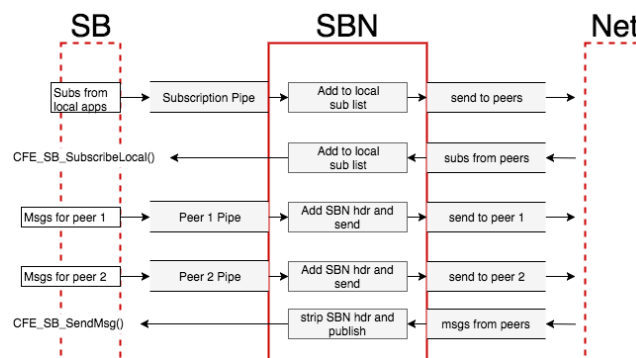 SB SBN Net
Subs from
local apps
Subscription Pipe
Add to local
sub list
send to peers
CFE_SB_SubscribeLocal()
Add to local
sub list
subs from peers
Msgs for peer 1
Peer 1 Pipe
Add SBN hdr and
send
send to peer 1
Msgs for peer 2
Peer 2 Pipe
Add SBN hdr and
send
send to peer 2
CFE_SB_SendMsg()
strip SBN hdr and
publish
msgs from peers